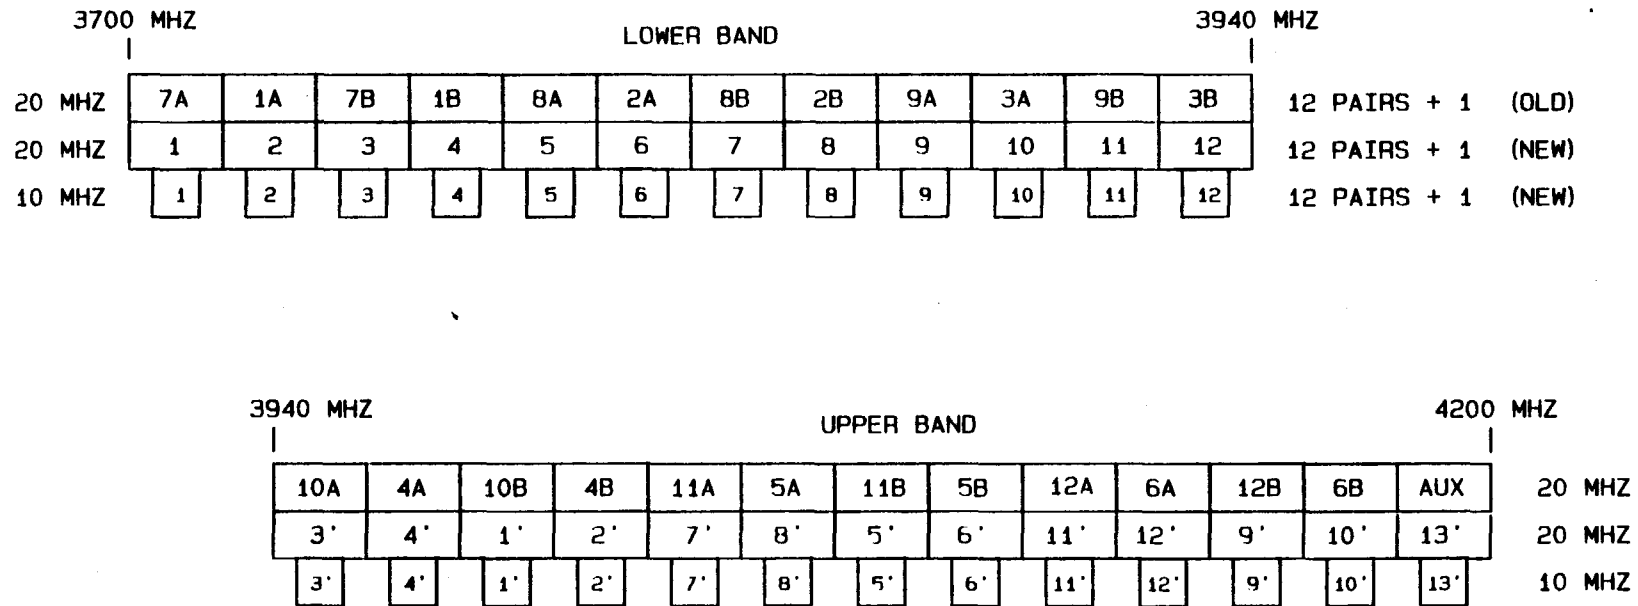 3700 MHZ LOWER BAND 3940 MHZ
20 MHZ 7A 1A 7B 1B 8A 2A 8B 2B 9A 3A 9B 3B 12 PAIRS + 1 (OLD)
20 MHZ 1 2 3 4 5 6 7 8 9 10 11 12 12 PAIRS + 1 (NEW)
10 MHZ 1 2 3 4 5 6 7 8 9 10 11 12 12 PAIRS + 1 (NEW)
3940 MHZ UPPER BAND 4200 MHZ
10A 4A 10B 4B 11A 5A 11B 5B 12A 6A 12B 6B AUX 20 MHZ
3' 4' 1' 2' 7' 8' 5' 6' 11' 12' 9' 10' 13' 20 MHZ
3' 4' 1' 2' 7' 8' 5' 6' 11' 12' 9' 10' 13' 10 MHZ